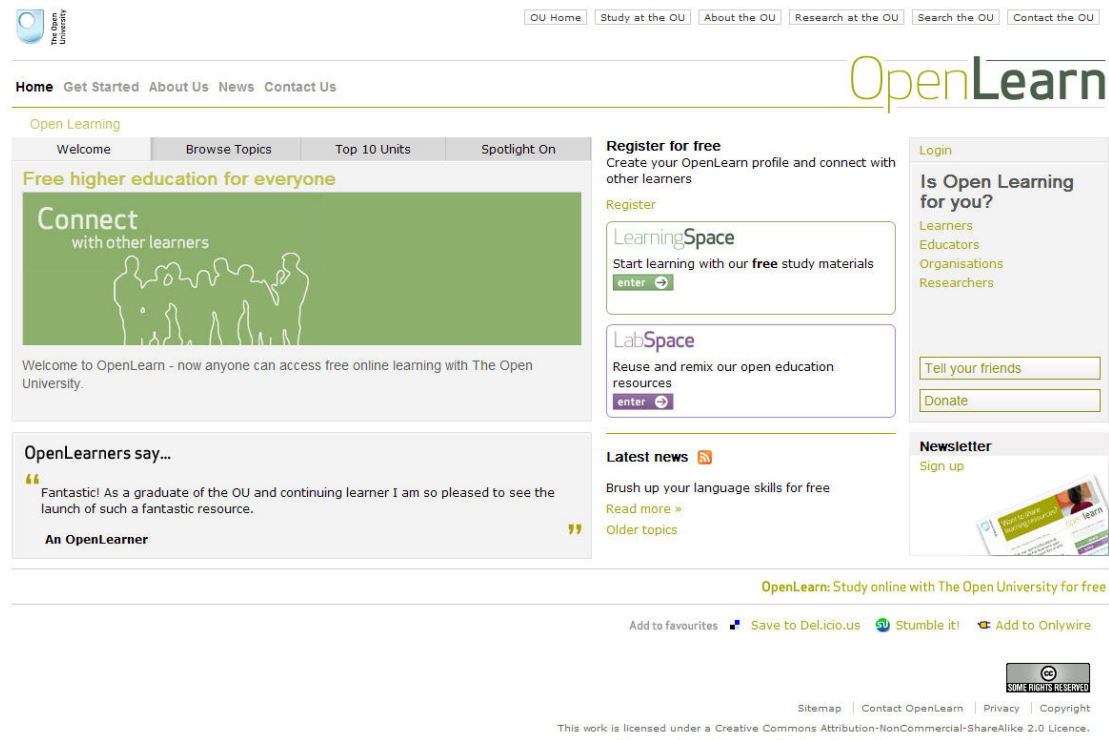 The Open
University
OU Home
Study at the OU
About the OU
Research at the OU
Search the OU
Contact the OU
Home Get Started About Us News Contact Us
OpenLearn
Open Learning
Welcome
Browse Topics
Top 10 Units
Spotlight On
Free higher education for everyone
Connect
with other learners
Welcome to OpenLearn - now anyone can access free online learning with The Open
University.
Register for free
Create your OpenLearn profile and connect with
other learners
Register
LearningSpace
Start learning with our free study materials
enter
LabSpace
Reuse and remix our open education
resources
enter
Login
Is Open Learning
for you?
Learners
Educators
Organisations
Researchers
Tell your friends
Donate
OpenLearners say...
“
Fantastic! As a graduate of the OU and continuing learner I am so pleased to see the
launch of such a fantastic resource.
”
An OpenLearner
Latest news
Brush up your language skills for free
Read more »
Older topics
Newsletter
Sign up
Want to share
learning resources?
open learn
OpenLearn: Study online with The Open University for free
Add to favourites
Save to Del.icio.us
Stumble it!
Add to Onlywire
cc
SOME RIGHTS RESERVED
Sitemap | Contact OpenLearn | Privacy | Copyright
This work is licensed under a Creative Commons Attribution-NonCommercial-ShareAlike 2.0 Licence.